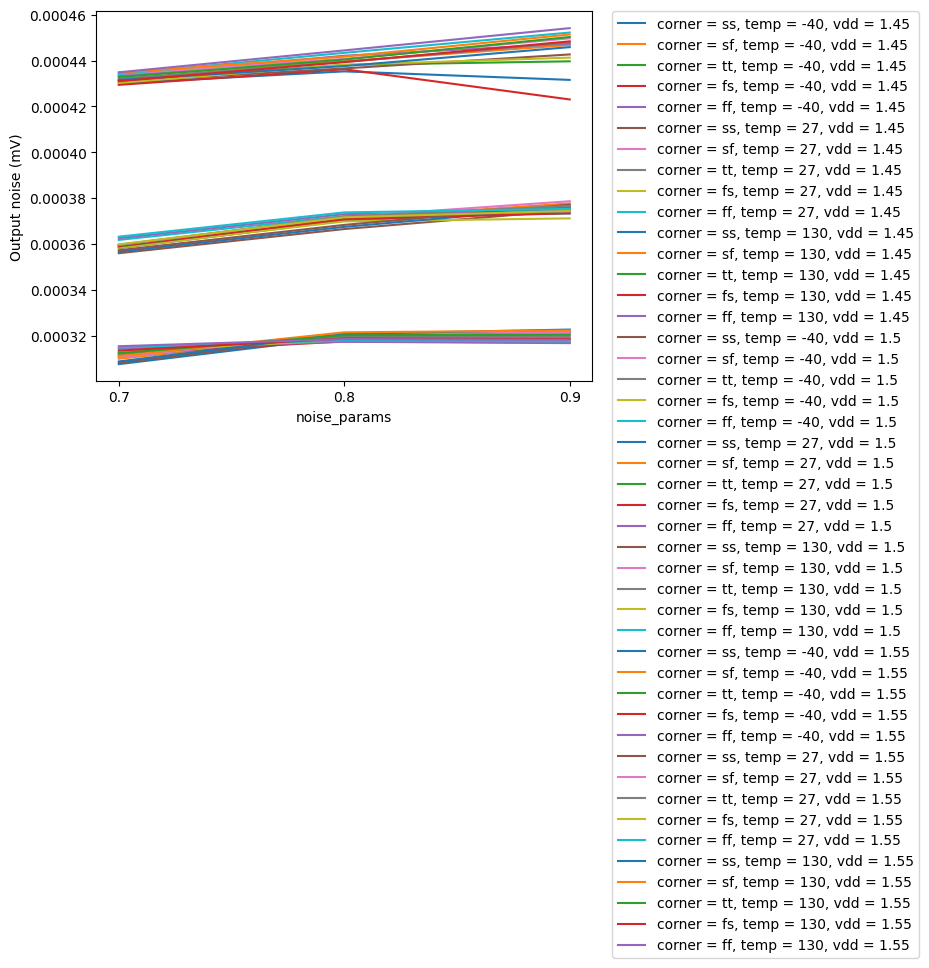 0.00046
0.00044
0.00042
0.00040
0.00038
0.00036
0.00034
0.00032
Output noise (mV)
0.7
0.8
0.9
noise_params
corner = ss, temp = -40, vdd = 1.45
corner = sf, temp = -40, vdd = 1.45
corner = tt, temp = -40, vdd = 1.45
corner = fs, temp = -40, vdd = 1.45
corner = ff, temp = -40, vdd = 1.45
corner = ss, temp = 27, vdd = 1.45
corner = sf, temp = 27, vdd = 1.45
corner = tt, temp = 27, vdd = 1.45
corner = fs, temp = 27, vdd = 1.45
corner = ff, temp = 27, vdd = 1.45
corner = ss, temp = 130, vdd = 1.45
corner = sf, temp = 130, vdd = 1.45
corner = tt, temp = 130, vdd = 1.45
corner = fs, temp = 130, vdd = 1.45
corner = ff, temp = 130, vdd = 1.45
corner = ss, temp = -40, vdd = 1.5
corner = sf, temp = -40, vdd = 1.5
corner = tt, temp = -40, vdd = 1.5
corner = fs, temp = -40, vdd = 1.5
corner = ff, temp = -40, vdd = 1.5
corner = ss, temp = 27, vdd = 1.5
corner = sf, temp = 27, vdd = 1.5
corner = tt, temp = 27, vdd = 1.5
corner = fs, temp = 27, vdd = 1.5
corner = ff, temp = 27, vdd = 1.5
corner = ss, temp = 130, vdd = 1.5
corner = sf, temp = 130, vdd = 1.5
corner = tt, temp = 130, vdd = 1.5
corner = fs, temp = 130, vdd = 1.5
corner = ff, temp = 130, vdd = 1.5
corner = ss, temp = -40, vdd = 1.55
corner = sf, temp = -40, vdd = 1.55
corner = tt, temp = -40, vdd = 1.55
corner = fs, temp = -40, vdd = 1.55
corner = ff, temp = -40, vdd = 1.55
corner = ss, temp = 27, vdd = 1.55
corner = sf, temp = 27, vdd = 1.55
corner = tt, temp = 27, vdd = 1.55
corner = fs, temp = 27, vdd = 1.55
corner = ff, temp = 27, vdd = 1.55
corner = ss, temp = 130, vdd = 1.55
corner = sf, temp = 130, vdd = 1.55
corner = tt, temp = 130, vdd = 1.55
corner = fs, temp = 130, vdd = 1.55
corner = ff, temp = 130, vdd = 1.55